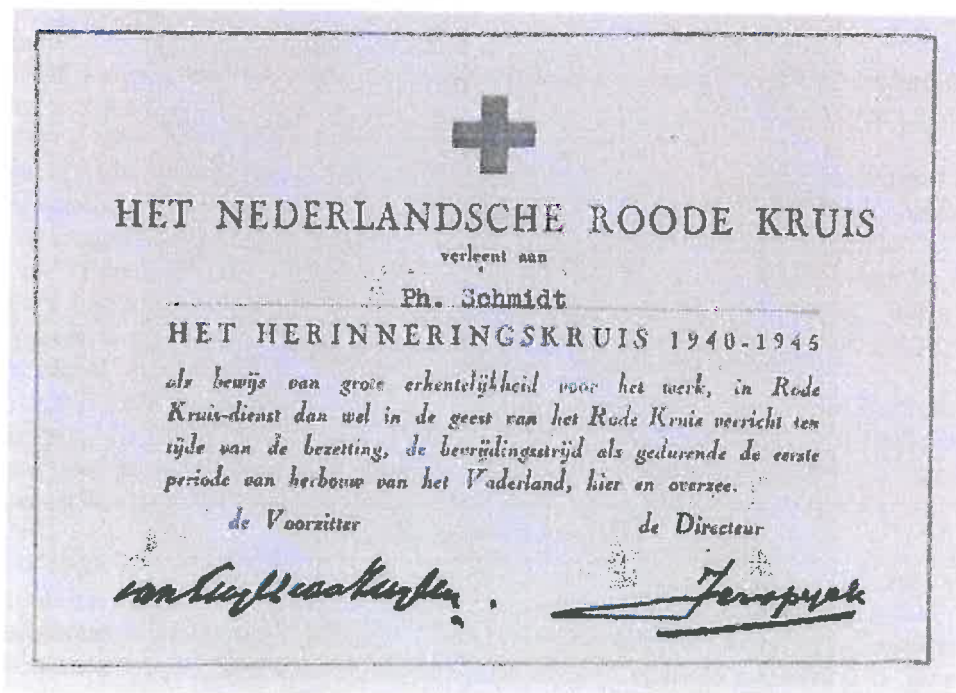 HET NEDERLANDSCHE ROODE KRUIS
verleent aan
Ph. Schmidt
HET HERINNERINGSKRUIS 1940-1945
als bewijs van grote erkentelijkheid voor het werk, in Rode
Kruis-dienst dan wel in de geest van het Rode Kruis verricht ten
tijde van de bezetting, de bevrijdingsstrijd als gedurende de eerste
periode van herbouw van het Vaderland, hier en overzee.
de Voorzitter
de Directeur